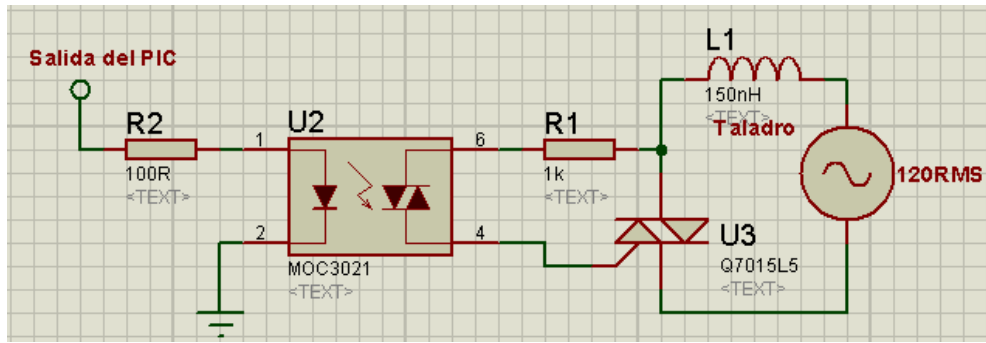 Salida del PIC
R2
100R
<TEXT>
1
2
U2
MOC3021
<TEXT>
6
4
R1
1k
<TEXT>
L1
150nH
<TEXT>
Taladro
120RMS
U3
Q7015L5
<TEXT>